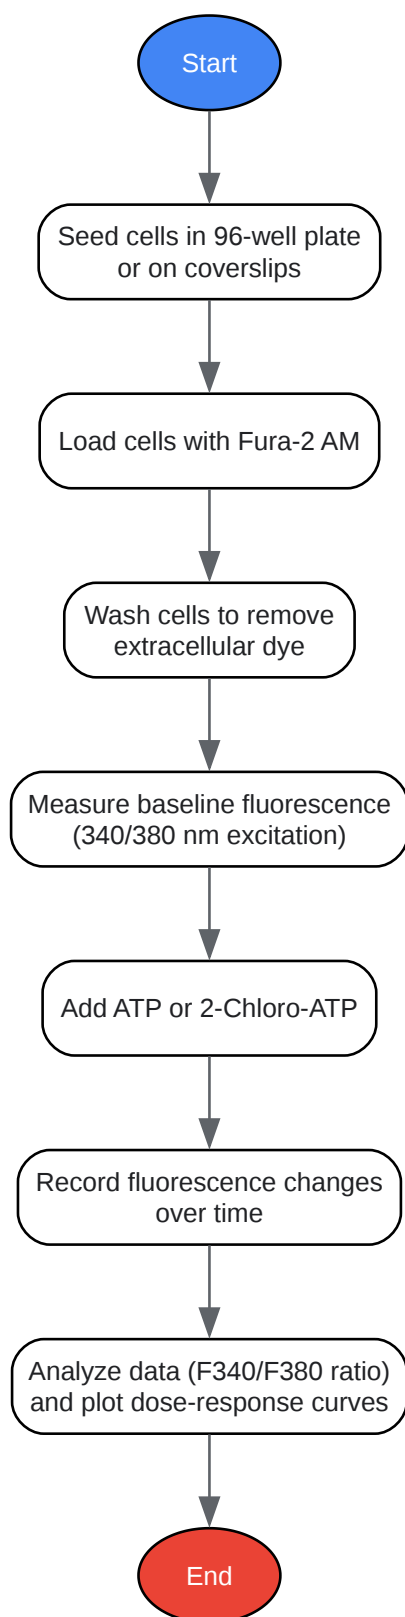 Start
Seed cells in 96-well plate
or on coverslips
Load cells with Fura-2 AM
Wash cells to remove
extracellular dye
Measure baseline fluorescence
(340/380 nm excitation)
Add ATP or 2-Chloro-ATP
Record fluorescence changes
over time
Analyze data (F340/F380 ratio)
and plot dose-response curves
End